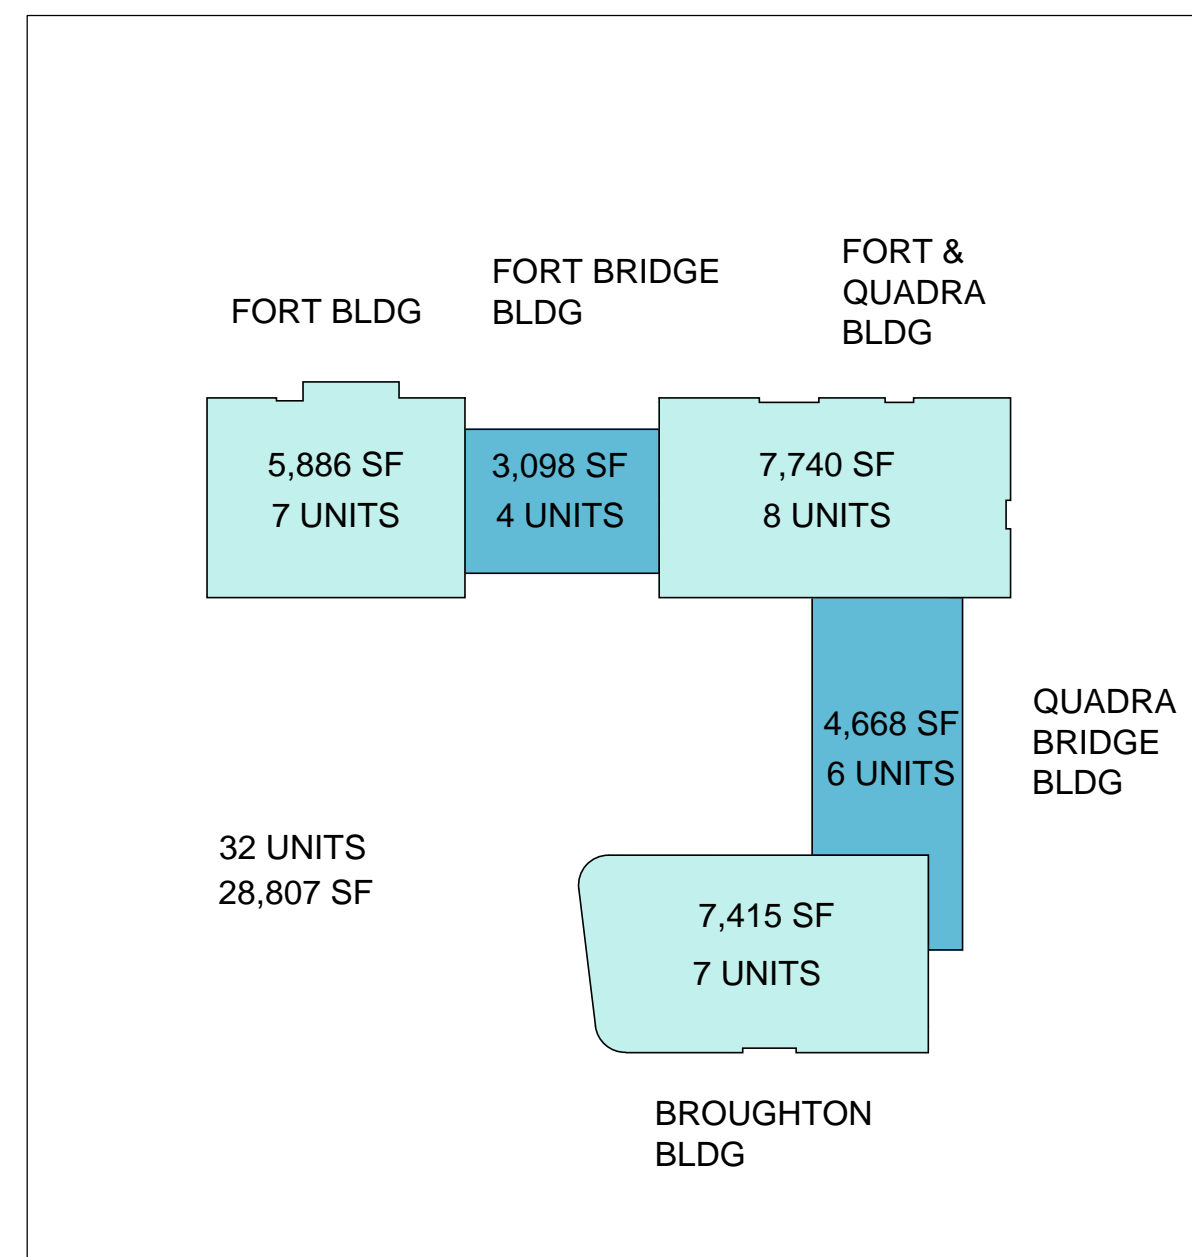 FORT BLDG
FORT BRIDGE
BLDG
FORT &
QUADRA
BLDG
5,886 SF
7 UNITS
3,098 SF
4 UNITS
7,740 SF
8 UNITS
4,668 SF
6 UNITS
QUADRA
BRIDGE
BLDG
32 UNITS
28,807 SF
7,415 SF
7 UNITS
BROUGHTON
BLDG